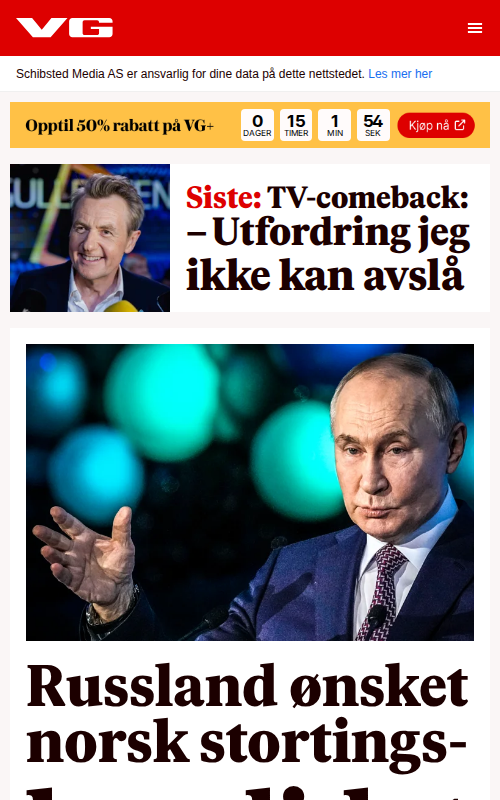 VG
Schibsted Media AS er ansvarlig for dine data på dette nettstedet. Les mer her
Opptil 50% rabatt på VG+
0 15 1 54
DAGER TIMER MIN SEK
Kjøp nå
Siste: TV-comeback:
– Utfordring jeg
ikke kan avslå
Russland ønsket
norsk stortings-